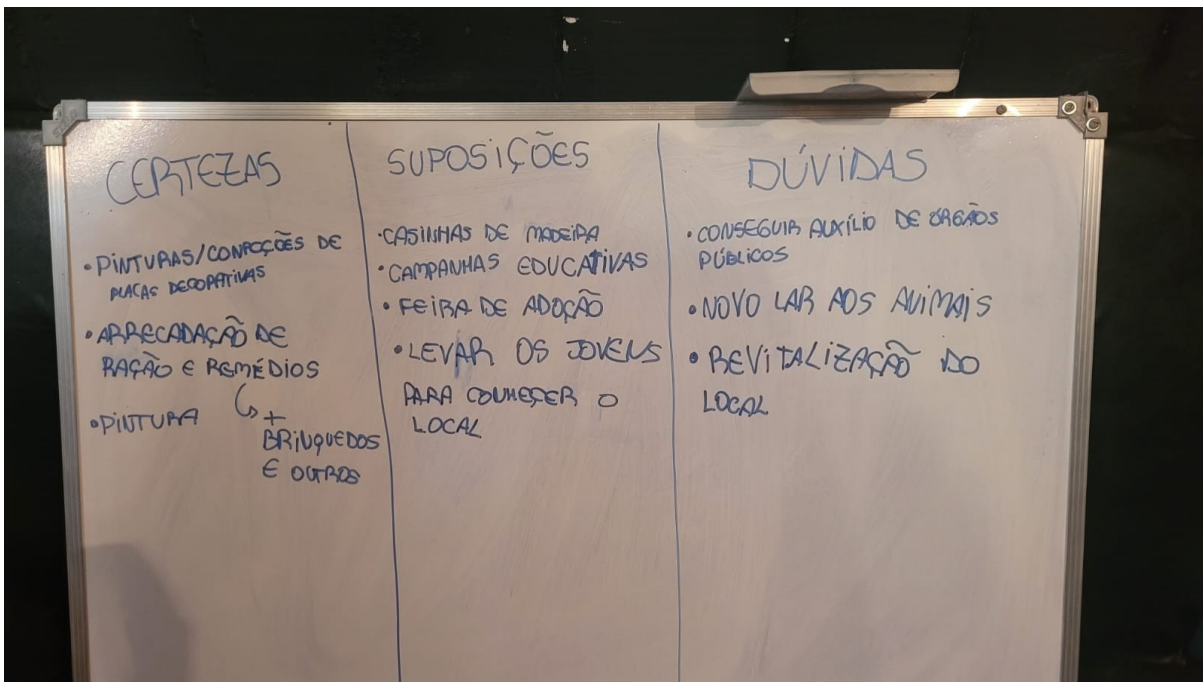 CERTEZAS
• PINTURAS/CONFOCÇÕES DE
PLACAS DECORATIVAS
• ARRECADAÇÃO DE
RAÇÃO E REMÉDIOS
↳ +
BRINQUEDOS
E OUTROS
• PINTURA
SUPOSIÇÕES
• CASINHAS DE MADEIRA
• CAMPANHAS EDUCATIVAS
• FEIRA DE ADOÇÃO
• LEVAR OS JOVENS
PARA CONHEÇER O
LOCAL
DÚVIDAS
• CONSEGUIR AUXÍLIO DE ÓRGÃOS
PÚBLICOS
• NOVO LAR AOS ANIMAIS
• REVITALIZAÇÃO DO
LOCAL